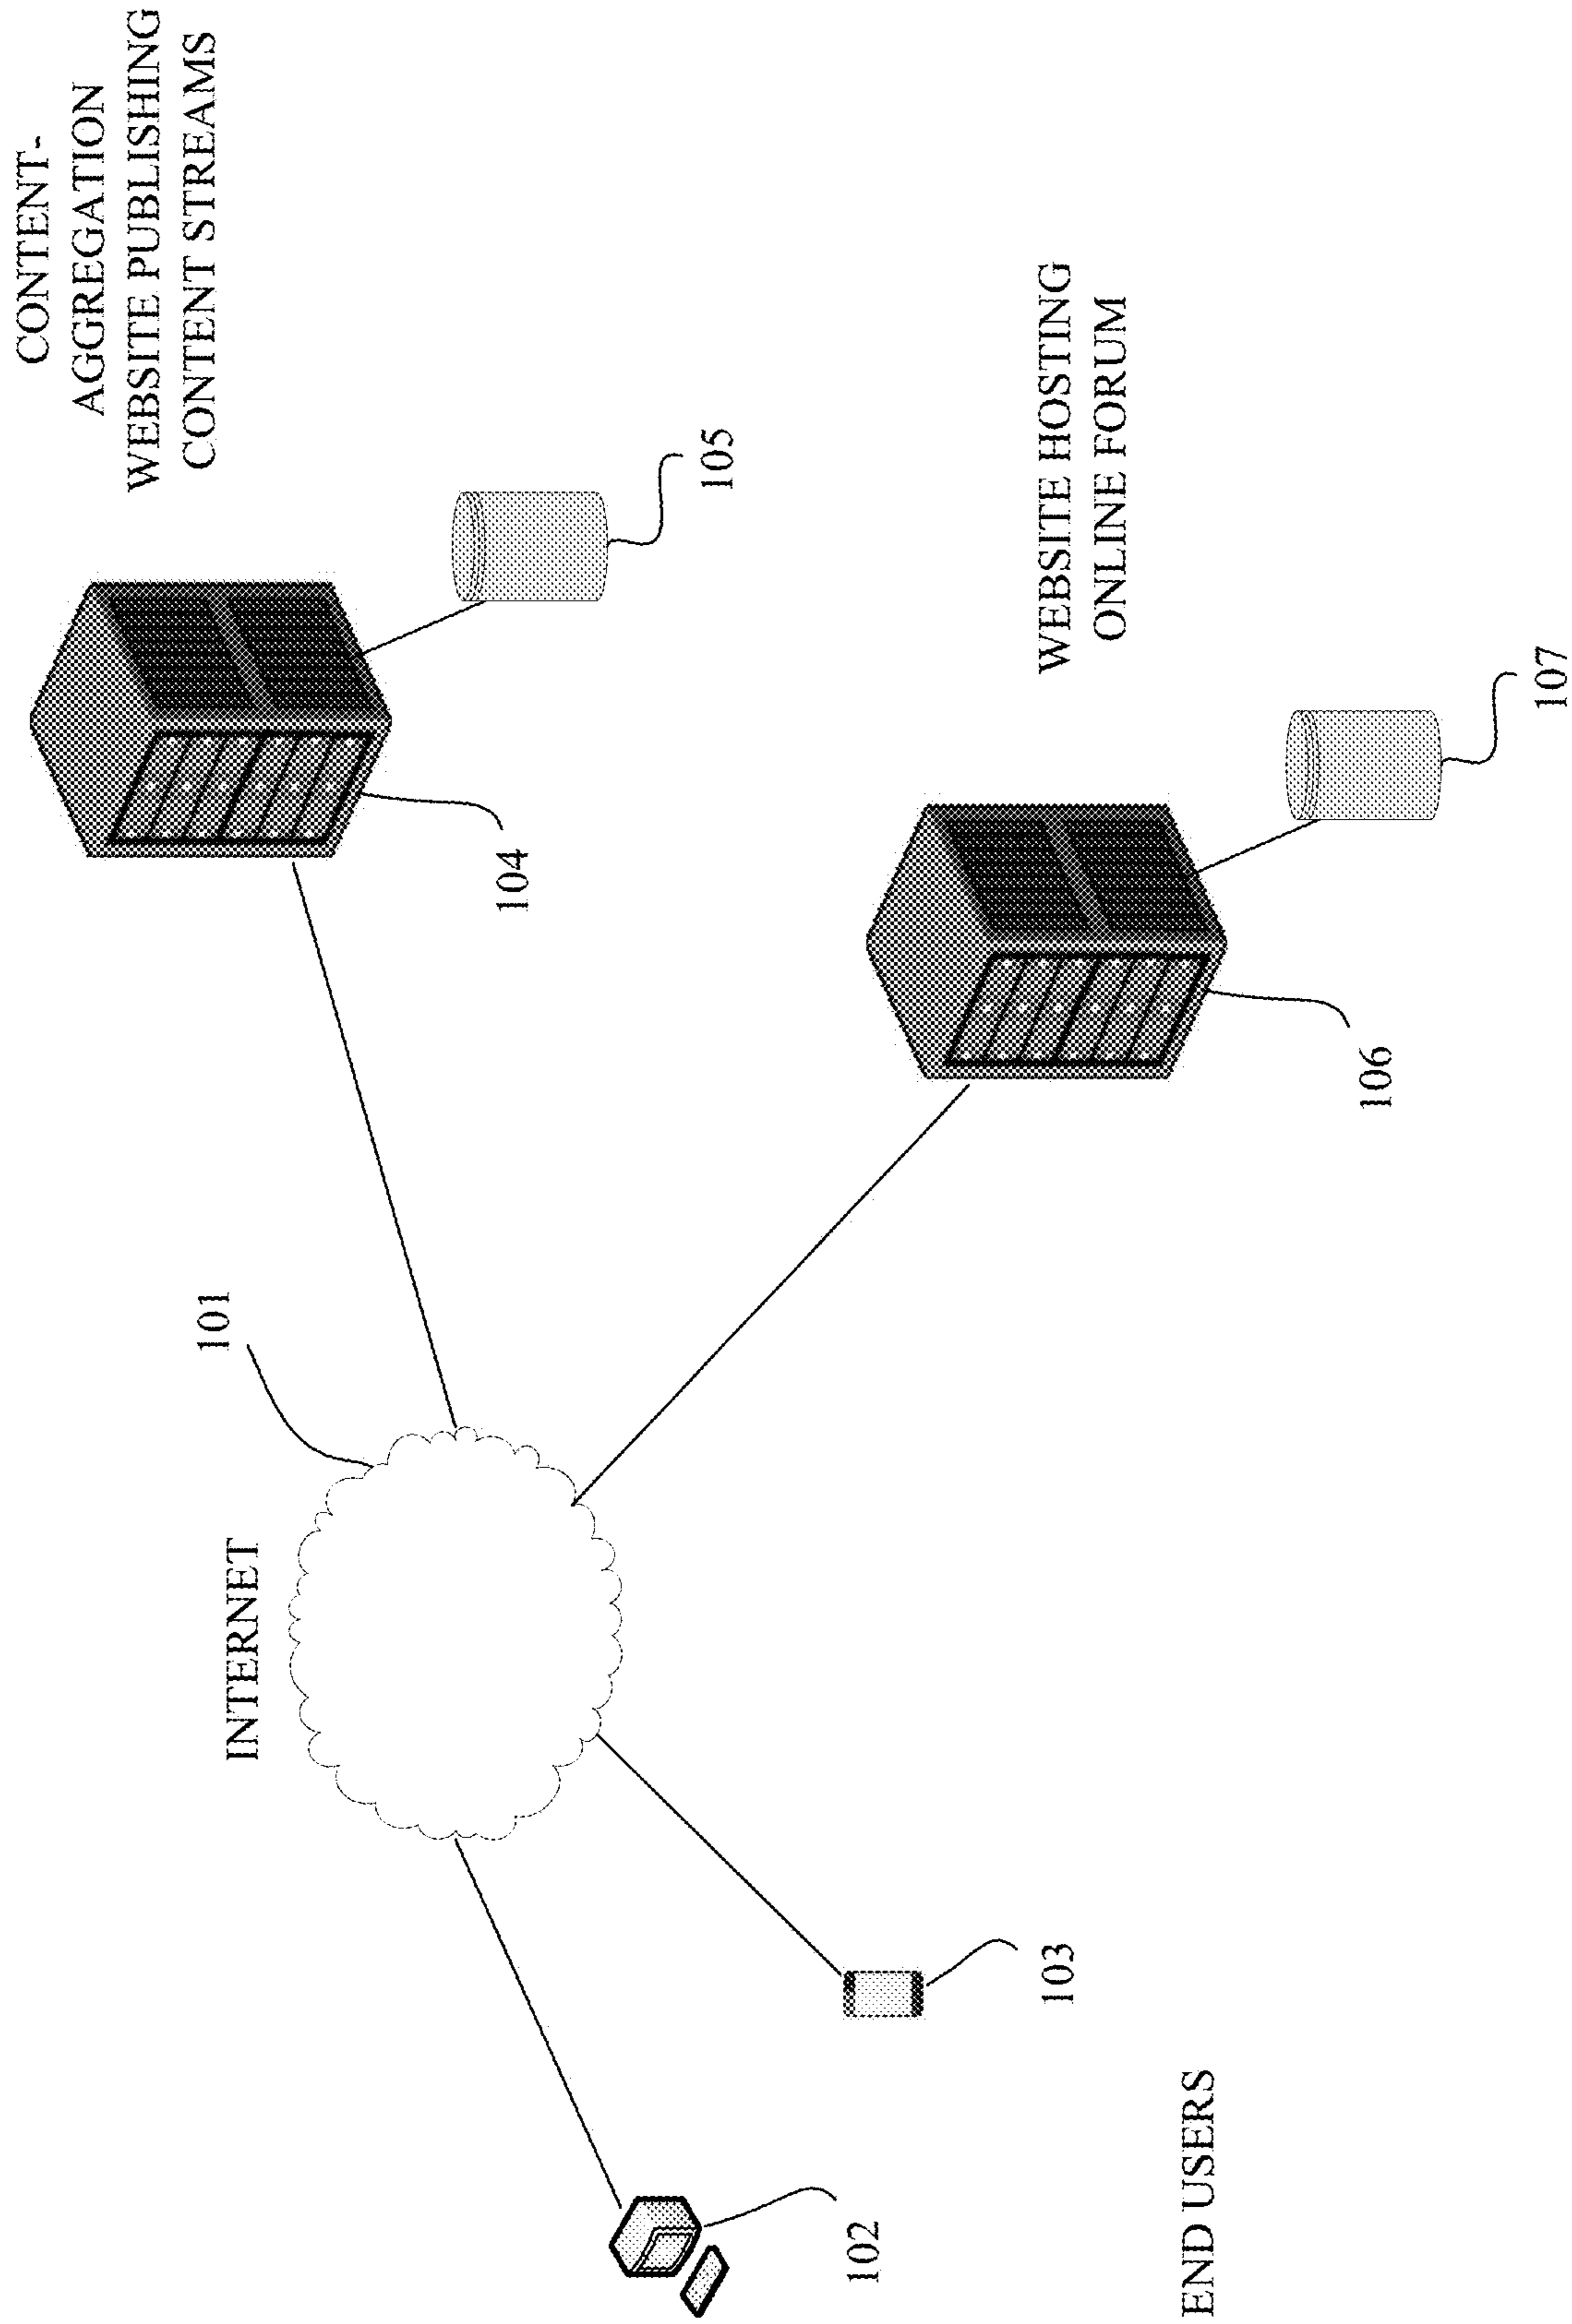 CONTENT-
AGGREGATION
WEBSITE PUBLISHING
CONTENT STREAMS
INTERNET
101
104
105
WEBSITE HOSTING
ONLINE FORUM
102
103
106
107
END USERS